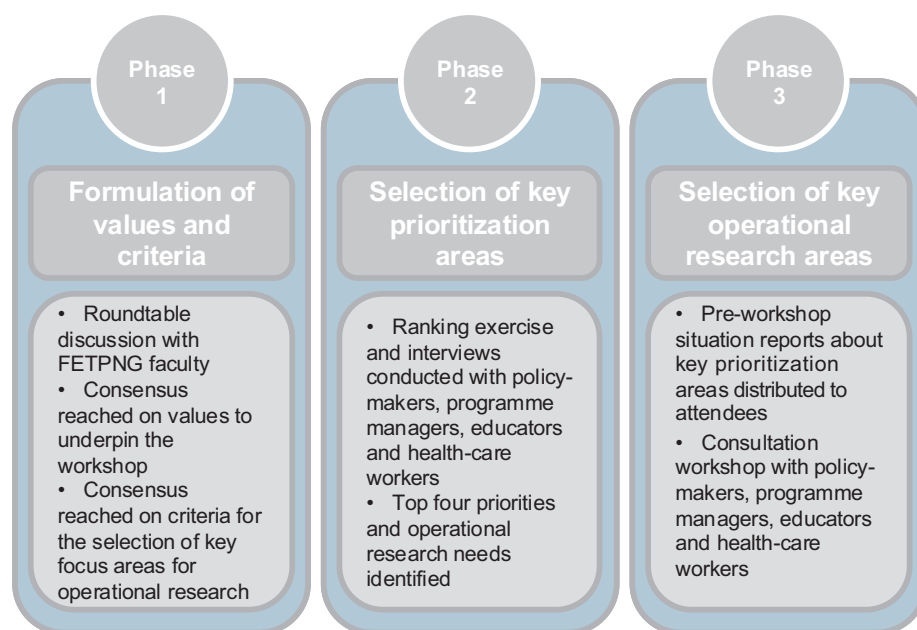 Phase
1
Formulation of
values and
criteria
• Roundtable
discussion with
FETPNG faculty
• Consensus
reached on values to
underpin the
workshop
• Consensus
reached on criteria for
the selection of key
focus areas for
operational research
Phase
2
Selection of key
prioritization
areas
• Ranking exercise
and interviews
conducted with policy-
makers, programme
managers, educators
and health-care
workers
• Top four priorities
and operational
research needs
identified
Phase
3
Selection of key
operational
research areas
• Pre-workshop
situation reports about
key prioritization
areas distributed to
attendees
• Consultation
workshop with policy-
makers, programme
managers, educators
and health-care
workers